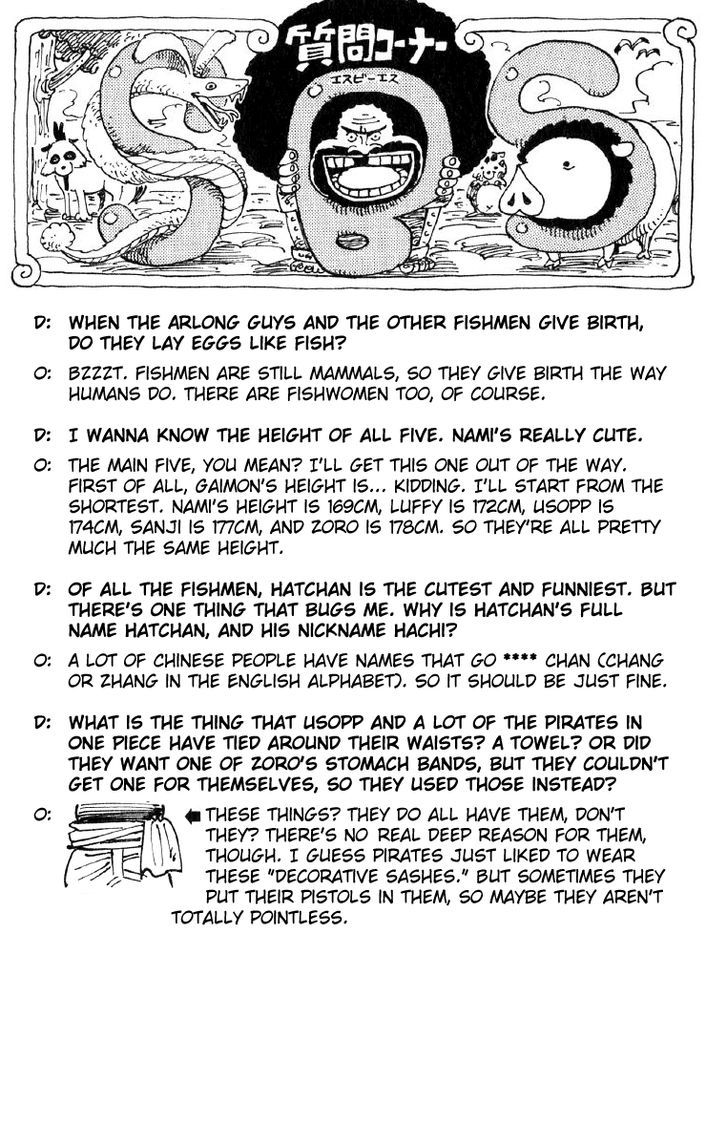 質問コーナー
エスピーエス
SBS
D: WHEN THE ARLONG GUYS AND THE OTHER FISHMEN GIVE BIRTH,
DO THEY LAY EGGS LIKE FISH?
O: BZZZT. FISHMEN ARE STILL MAMMALS, SO THEY GIVE BIRTH THE WAY
HUMANS DO. THERE ARE FISHWOMEN TOO, OF COURSE.
D: I WANNA KNOW THE HEIGHT OF ALL FIVE. NAMI'S REALLY CUTE.
O: THE MAIN FIVE, YOU MEAN? I'LL GET THIS ONE OUT OF THE WAY.
FIRST OF ALL, GAIMON'S HEIGHT IS... KIDDING. I'LL START FROM THE
SHORTEST. NAMI'S HEIGHT IS 169CM, LUFFY IS 172CM, USOPP IS
174CM, SANJI IS 177CM, AND ZORO IS 178CM. SO THEY'RE ALL PRETTY
MUCH THE SAME HEIGHT.
D: OF ALL THE FISHMEN, HATCHAN IS THE CUTEST AND FUNNIEST. BUT
THERE'S ONE THING THAT BUGS ME. WHY IS HATCHAN'S FULL
NAME HATCHAN, AND HIS NICKNAME HACHI?
O: A LOT OF CHINESE PEOPLE HAVE NAMES THAT GO **** CHAN (CHANG
OR ZHANG IN THE ENGLISH ALPHABET). SO IT SHOULD BE JUST FINE.
D: WHAT IS THE THING THAT USOPP AND A LOT OF THE PIRATES IN
ONE PIECE HAVE TIED AROUND THEIR WAISTS? A TOWEL? OR DID
THEY WANT ONE OF ZORO'S STOMACH BANDS, BUT THEY COULDN'T
GET ONE FOR THEMSELVES, SO THEY USED THOSE INSTEAD?
O: THESE THINGS? THEY DO ALL HAVE THEM, DON'T
THEY? THERE'S NO REAL DEEP REASON FOR THEM,
THOUGH. I GUESS PIRATES JUST LIKED TO WEAR
THESE "DECORATIVE SASHES." BUT SOMETIMES THEY
PUT THEIR PISTOLS IN THEM, SO MAYBE THEY AREN'T
TOTALLY POINTLESS.